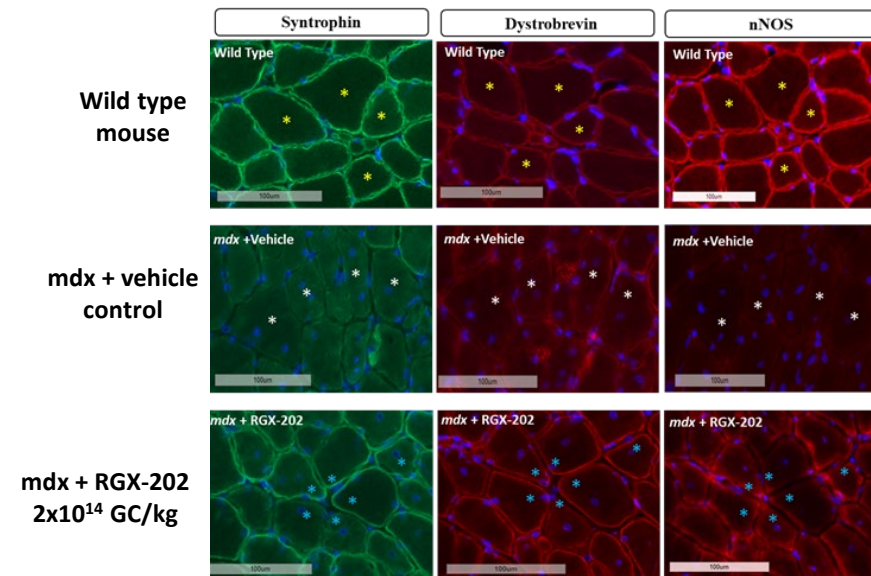 Syntrophin Dystrobrevin nNOS
Wild type
mouse
Wild Type Wild Type Wild Type
100um 100um 100um
mdx + vehicle
control
mdx +Vehicle mdx +Vehicle mdx +Vehicle
100um 100um 100um
mdx + RGX-202
2x10¹⁴ GC/kg
mdx + RGX-202 mdx + RGX-202 mdx + RGX-202
100um 100um 100um